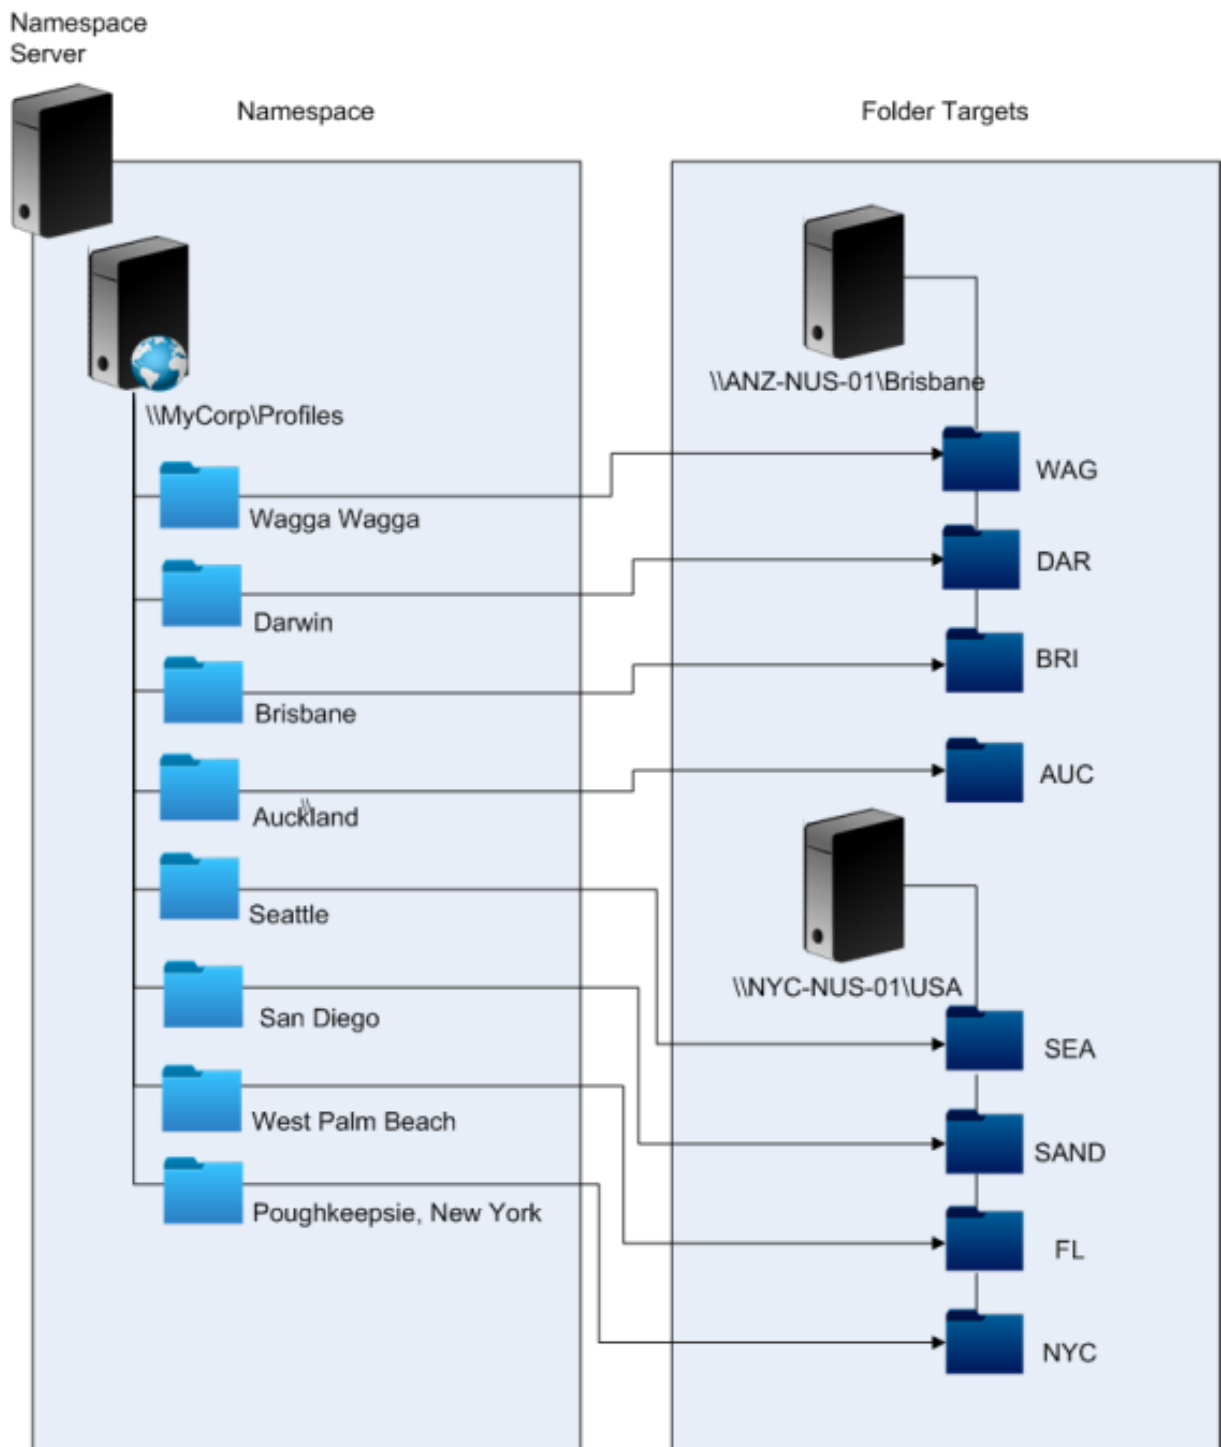 Namespace
Server
Namespace
Folder Targets
\\MyCorp\Profiles
\\ANZ-NUS-01\Brisbane
Wagga Wagga
WAG
Darwin
DAR
Brisbane
BRI
Auckland
\\
AUC
Seattle
\\NYC-NUS-01\USA
San Diego
SEA
West Palm Beach
SAND
Poughkeepsie, New York
FL
NYC